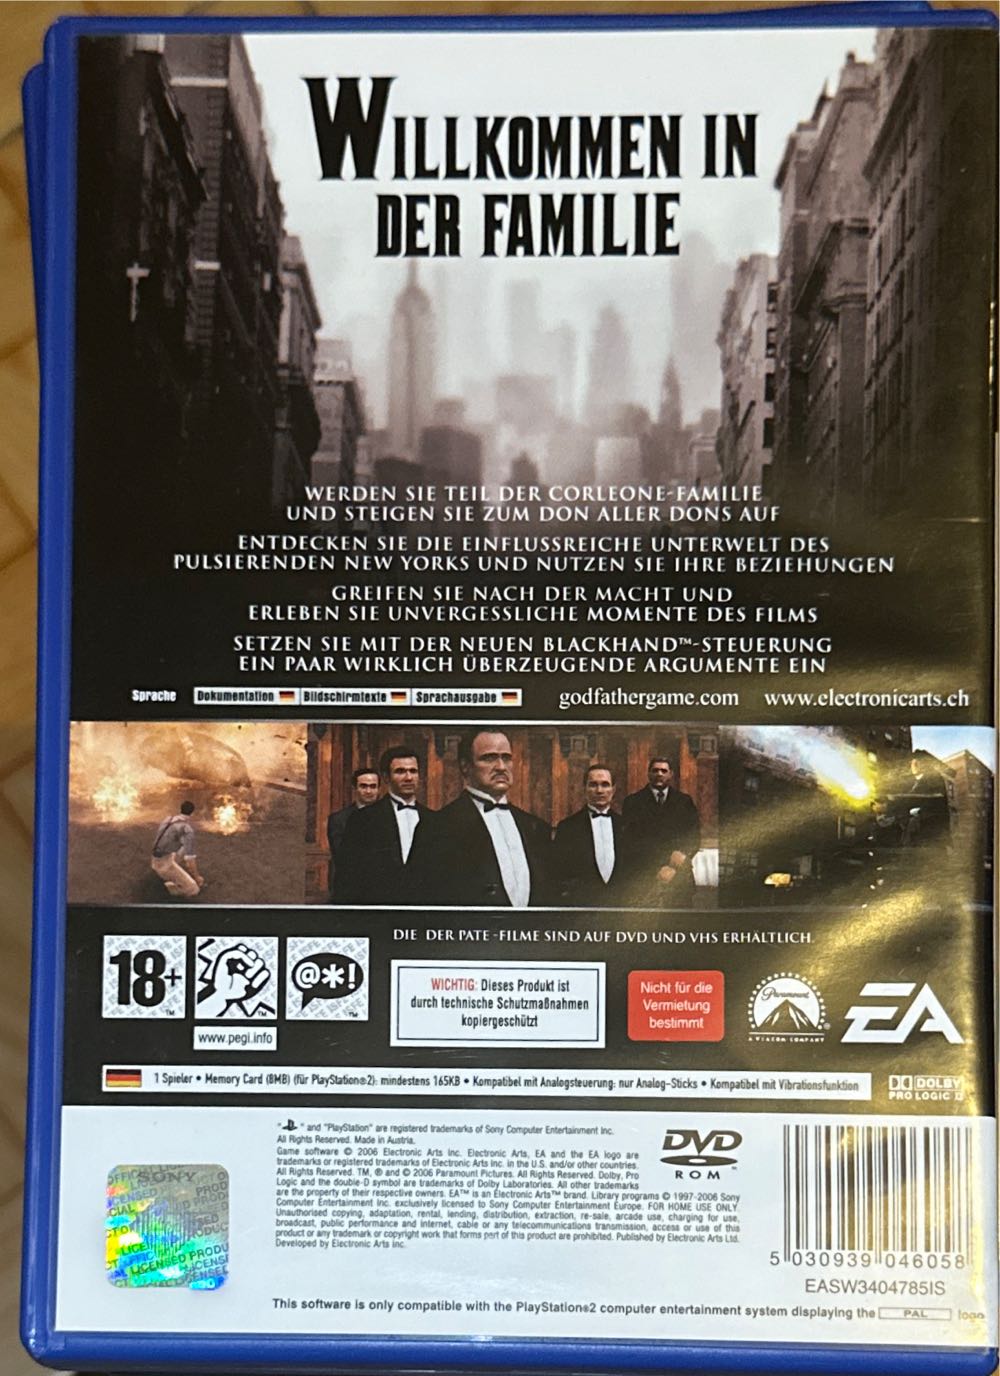 WILLKOMMEN IN
DER FAMILIE
WERDEN SIE TEIL DER CORLEONE-FAMILIE
UND STEIGEN SIE ZUM DON ALLER DONS AUF
ENTDECKEN SIE DIE EINFLUSSREICHE UNTERWELT DES
PULSIERENDEN NEW YORKS UND NUTZEN SIE IHRE BEZIEHUNGEN
GREIFEN SIE NACH DER MACHT UND
ERLEBEN SIE UNVERGESSLICHE MOMENTE DES FILMS
SETZEN SIE MIT DER NEUEN BLACKHAND™-STEUERUNG
EIN PAAR WIRKLICH ÜBERZEUGENDE ARGUMENTE EIN
Sprache Dokumentation Bildschirmtexte Sprachausgabe godfathergame.com www.electronicarts.ch
DIE DER PATE-FILME SIND AUF DVD UND VHS ERHÄLTLICH
18+ @*!
www.pegi.info
WICHTIG: Dieses Produkt ist
durch technische Schutzmaßnahmen
kopiergeschützt
Nicht für die
Vermietung
bestimmt
Paramount
A VIACOM COMPANY
EA
1 Spieler • Memory Card (8MB) (für PlayStation®2): mindestens 165KB • Kompatibel mit Analogsteuerung: nur Analog-Sticks • Kompatibel mit Vibrationsfunktion
DOLBY
PRO LOGIC II
" " and "PlayStation" are registered trademarks of Sony Computer Entertainment Inc.
All Rights Reserved. Made in Austria.
Game software © 2006 Electronic Arts Inc. Electronic Arts, EA and the EA logo are
trademarks or registered trademarks of Electronic Arts Inc. in the U.S. and/or other countries.
All Rights Reserved. TM, ® and © 2006 Paramount Pictures. All Rights Reserved. Dolby, Pro
Logic and the double-D symbol are trademarks of Dolby Laboratories. All other trademarks
are the property of their respective owners. EA™ is an Electronic Arts™ brand. Library programs © 1997-2006 Sony
Computer Entertainment Inc. exclusively licensed to Sony Computer Entertainment Europe. FOR HOME USE ONLY.
Unauthorised copying, adaptation, rental, lending, distribution, extraction, re-sale, arcade use, charging for use,
broadcast, public performance and internet, cable or any telecommunications transmission, access or use of this
product or any trademark or copyright work that forms part of this product are prohibited. Published by Electronic Arts Ltd.
Developed by Electronic Arts Inc.
DVD
ROM
SONY
LICENSED PRODU
5 030939 046058
EASW3404785IS
This software is only compatible with the PlayStation®2 computer entertainment system displaying the PAL logo